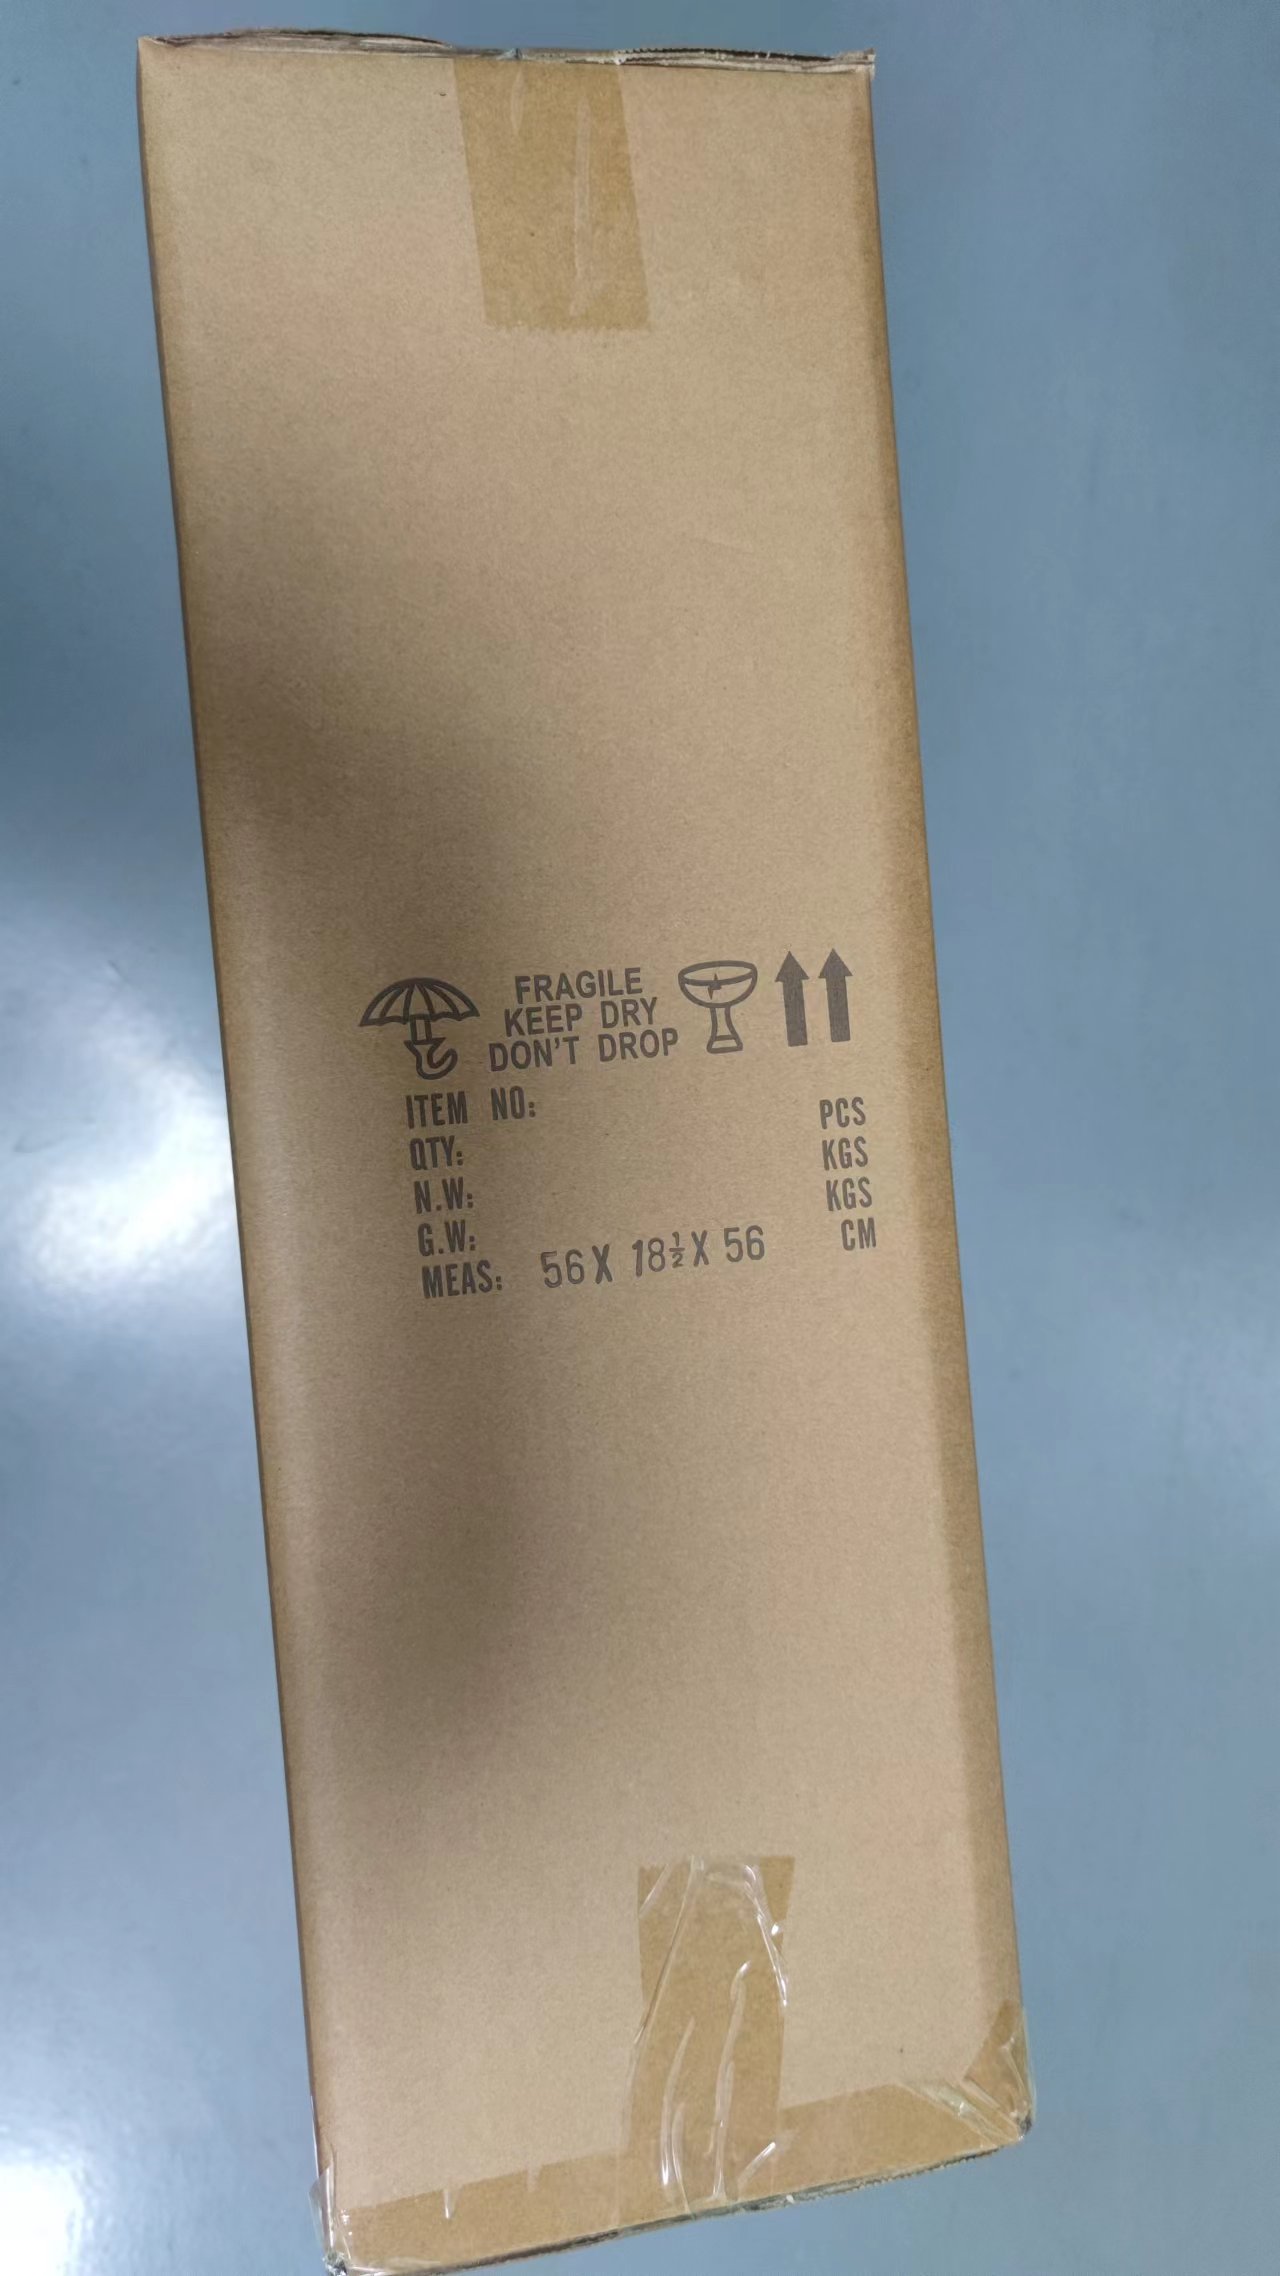 FRAGILE
KEEP DRY
DON'T DROP
ITEM NO:
PCS
QTY:
KGS
N.W:
KGS
G.W:
CM
MEAS: 56 X 18½ X 56